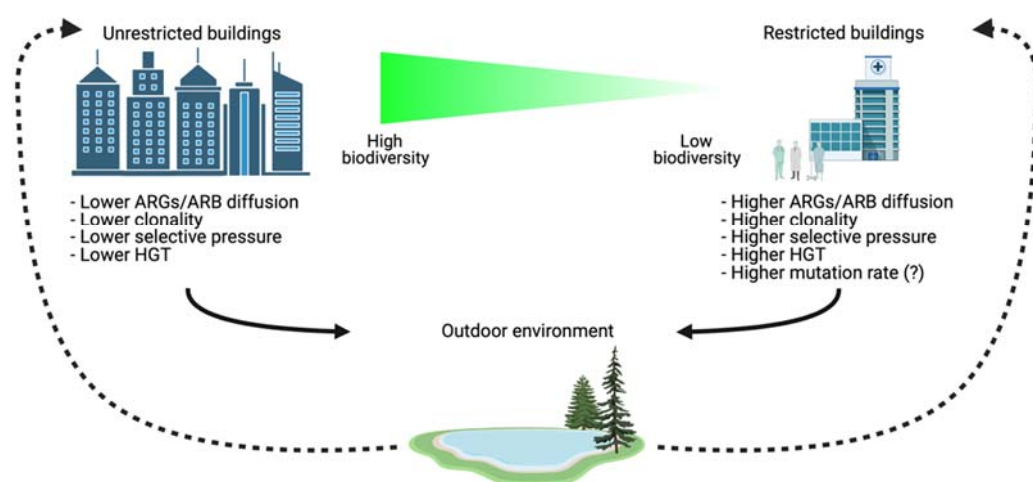 Unrestricted buildings
Restricted buildings
High
biodiversity
Low
biodiversity
- Lower ARGs/ARB diffusion
- Lower clonality
- Lower selective pressure
- Lower HGT
- Higher ARGs/ARB diffusion
- Higher clonality
- Higher selective pressure
- Higher HGT
- Higher mutation rate (?)
Outdoor environment